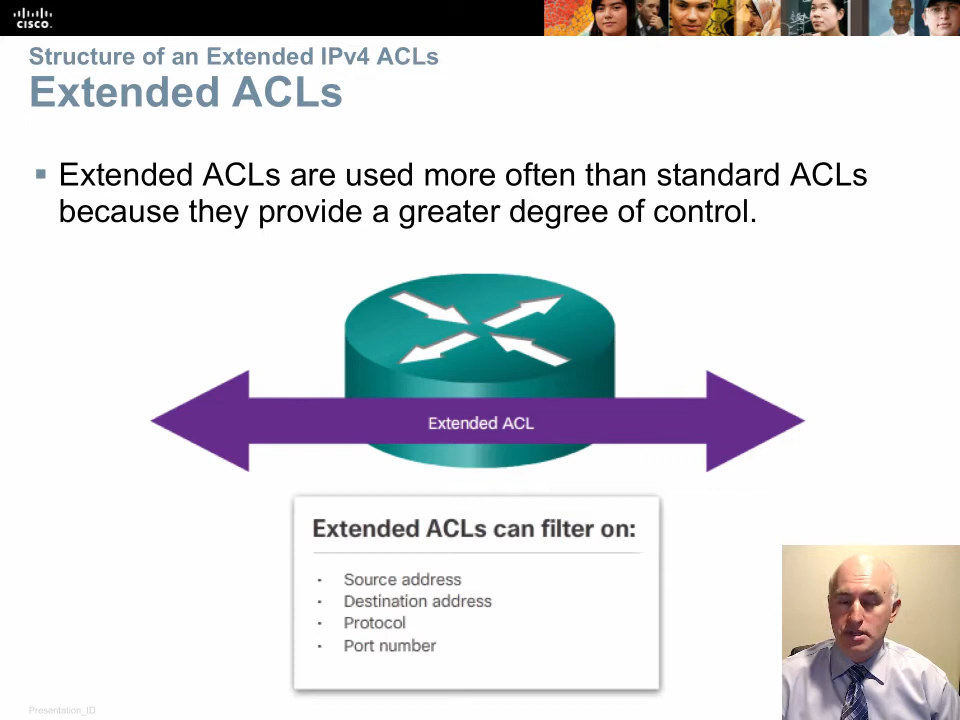 CISCO
Structure of an Extended IPv4 ACLs
Extended ACLs
▪ Extended ACLs are used more often than standard ACLs
because they provide a greater degree of control.
Extended ACL
Extended ACLs can filter on:
· Source address
· Destination address
· Protocol
· Port number
Presentation_ID